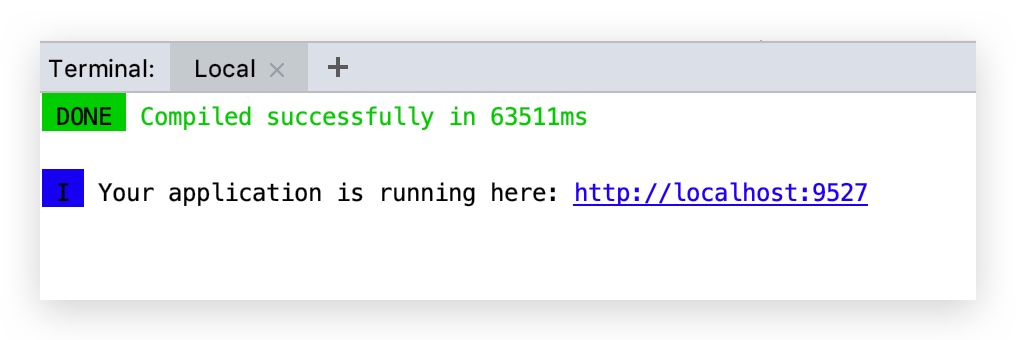 Terminal: Local × +
DONE Compiled successfully in 63511ms
I Your application is running here: http://localhost:9527